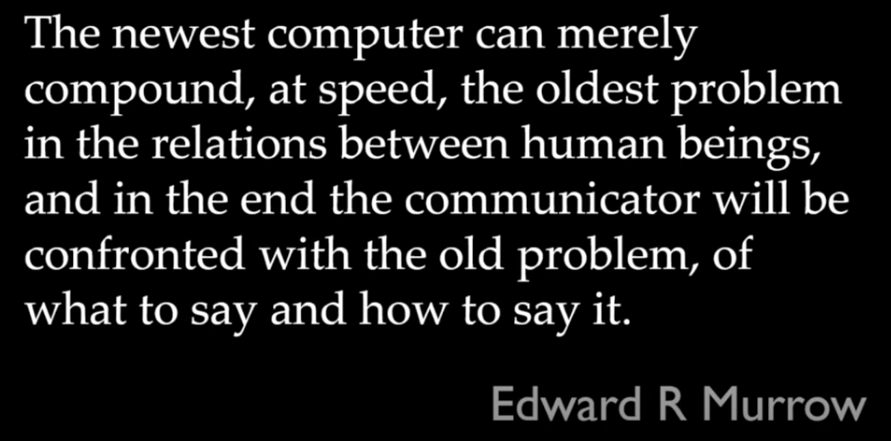 The newest computer can merely
compound, at speed, the oldest problem
in the relations between human beings,
and in the end the communicator will be
confronted with the old problem, of
what to say and how to say it.
Edward R Murrow